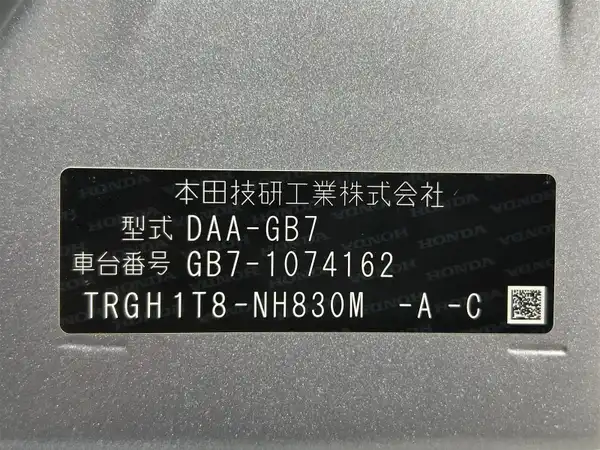 本田技研工業株式会社
型式 DAA-GB7
車台番号 GB7-1074162
TRGH1T8-NH830M -A-C